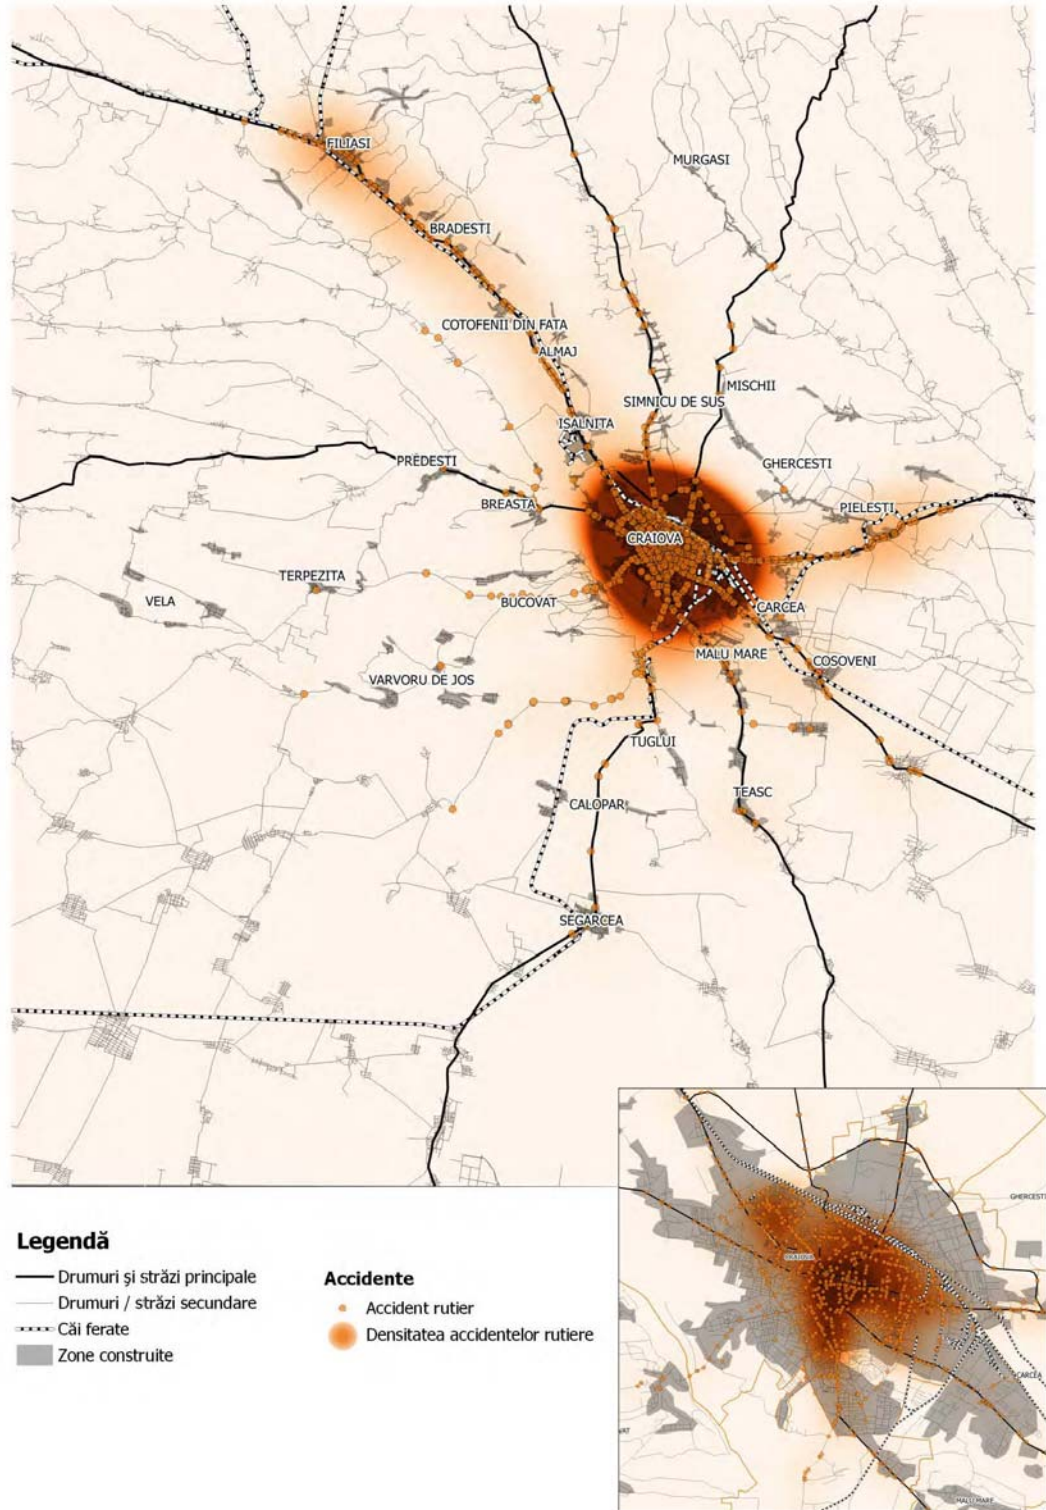 FILIASI
MURGASI
BRADESTI
COTOFENII DIN FATA
ALMAJ
MISCHII
SIMNICU DE SUS
ISALNITA
PREDESTI
GHERCESTI
BREASTA
PIELESTI
CRAIOVA
TERPEZITA
VELA
BUCOVAT
CARCEA
MALU MARE
COSOVENI
VARVORU DE JOS
TUGLUI
TEASC
CALOPAR
SEGARCEA
GHERCESTI
CRAIOVA
CARCEA
VAT
MALU MARE
Legendă
Drumuri și străzi principale
Drumuri / străzi secundare
Căi ferate
Zone construite
Accidente
Accident rutier
Densitatea accidentelor rutiere